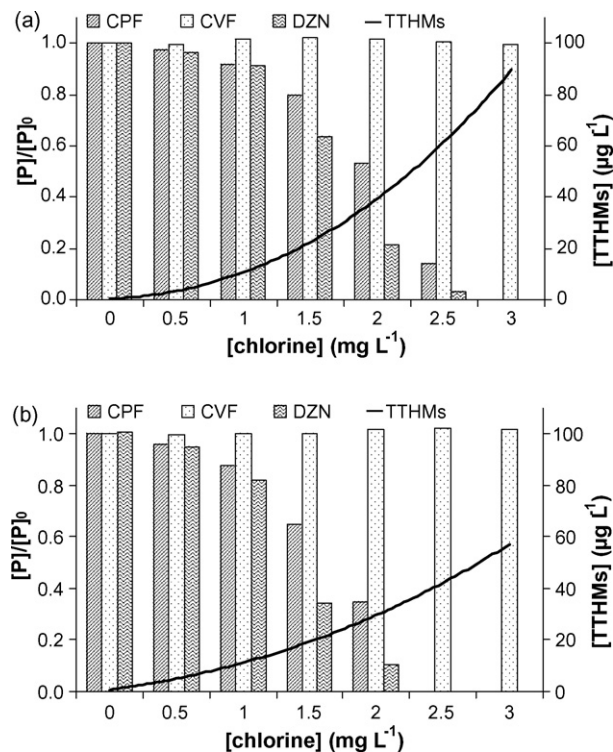 (a) CPF CVF DZN TTHMs
1.0 100
0.8 80
0.6 60
0.4 40
0.2 20
0.0 0
[P]/[P]₀
[TTHMs] (µg L⁻¹)
0 0.5 1 1.5 2 2.5 3
[chlorine] (mg L⁻¹)
(b) CPF CVF DZN TTHMs
1.0 100
0.8 80
0.6 60
0.4 40
0.2 20
0.0 0
[P]/[P]₀
[TTHMs] (µg L⁻¹)
0 0.5 1 1.5 2 2.5 3
[chlorine] (mg L⁻¹)